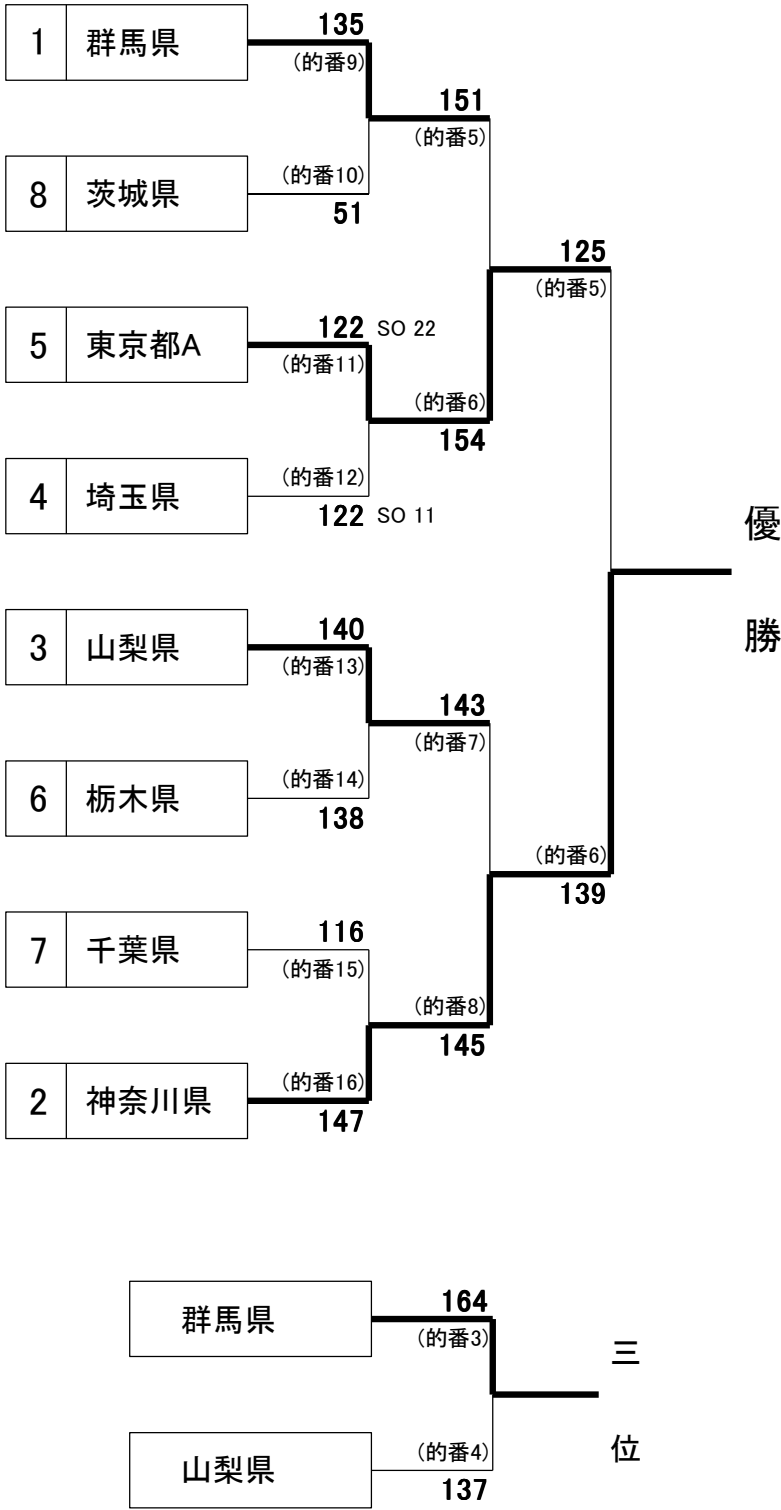 135
1 群馬県
(的番9)
151
(的番5)
(的番10)
8 茨城県
51
125
(的番5)
122 SO 22
5 東京都A
(的番11)
(的番6)
154
(的番12)
4 埼玉県
122 SO 11
優
勝
140
3 山梨県
(的番13)
143
(的番7)
(的番14)
6 栃木県
138
(的番6)
139
116
7 千葉県
(的番15)
(的番8)
145
(的番16)
2 神奈川県
147
164
群馬県
(的番3)
三
位
(的番4)
山梨県
137